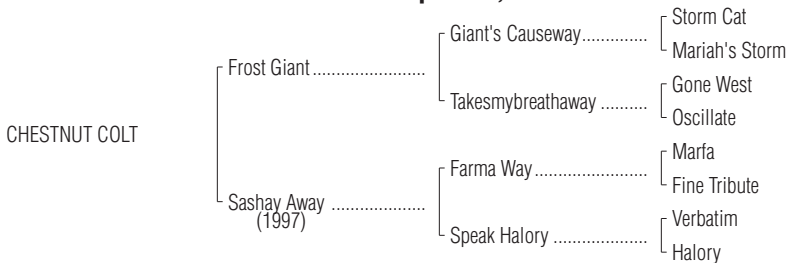 Storm Cat
Giant's Causeway..............
Mariah's Storm
Frost Giant........................
Gone West
Takesmybreathaway ..........
Oscillate
CHESTNUT COLT
Marfa
Farma Way........................
Fine Tribute
Sashay Away ....................
(1997)
Verbatim
Speak Halory ....................
Halory